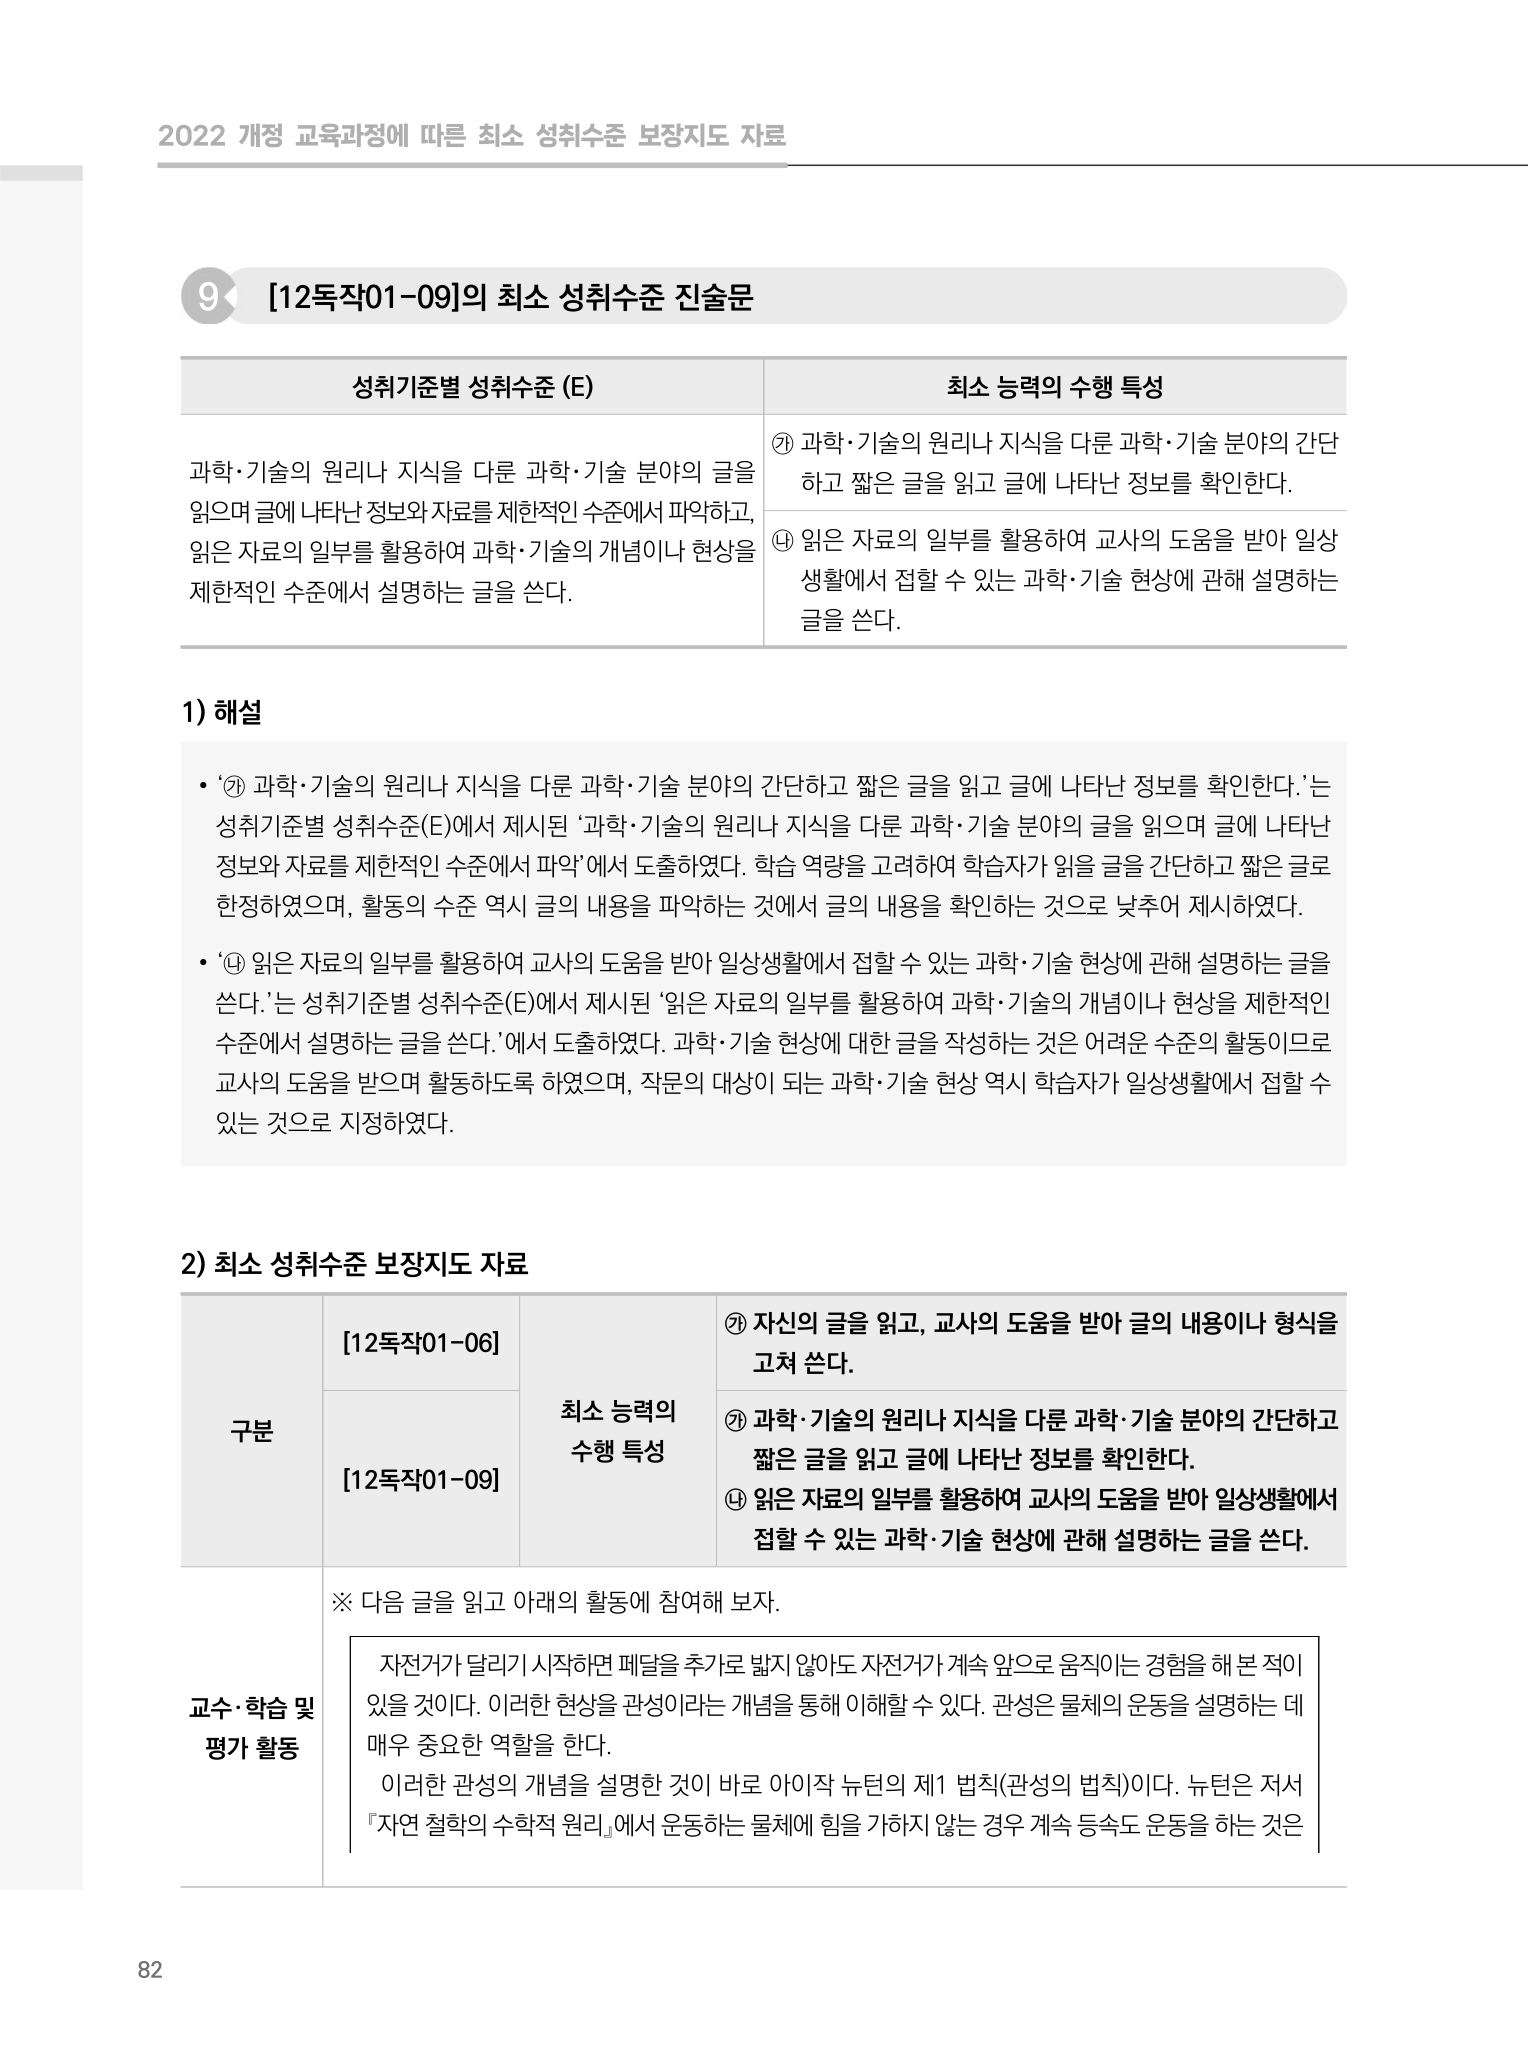 2022 개정 교육과정에 따른 최소 성취수준 보장지도 자료
9 [12독작01-09]의 최소 성취수준 진술문
성취기준별 성취수준 (E)
최소 능력의 수행 특성
과학·기술의 원리나 지식을 다룬 과학·기술 분야의 글을
읽으며 글에 나타난 정보와 자료를 제한적인 수준에서 파악하고,
읽은 자료의 일부를 활용하여 과학·기술의 개념이나 현상을
제한적인 수준에서 설명하는 글을 쓴다.
㉮ 과학·기술의 원리나 지식을 다룬 과학·기술 분야의 간단
하고 짧은 글을 읽고 글에 나타난 정보를 확인한다.
㉯ 읽은 자료의 일부를 활용하여 교사의 도움을 받아 일상
생활에서 접할 수 있는 과학·기술 현상에 관해 설명하는
글을 쓴다.
1) 해설
• ‘㉮ 과학·기술의 원리나 지식을 다룬 과학·기술 분야의 간단하고 짧은 글을 읽고 글에 나타난 정보를 확인한다.’는
성취기준별 성취수준(E)에서 제시된 ‘과학·기술의 원리나 지식을 다룬 과학·기술 분야의 글을 읽으며 글에 나타난
정보와 자료를 제한적인 수준에서 파악’에서 도출하였다. 학습 역량을 고려하여 학습자가 읽을 글을 간단하고 짧은 글로
한정하였으며, 활동의 수준 역시 글의 내용을 파악하는 것에서 글의 내용을 확인하는 것으로 낮추어 제시하였다.
• ‘㉯ 읽은 자료의 일부를 활용하여 교사의 도움을 받아 일상생활에서 접할 수 있는 과학·기술 현상에 관해 설명하는 글을
쓴다.’는 성취기준별 성취수준(E)에서 제시된 ‘읽은 자료의 일부를 활용하여 과학·기술의 개념이나 현상을 제한적인
수준에서 설명하는 글을 쓴다.’에서 도출하였다. 과학·기술 현상에 대한 글을 작성하는 것은 어려운 수준의 활동이므로
교사의 도움을 받으며 활동하도록 하였으며, 작문의 대상이 되는 과학·기술 현상 역시 학습자가 일상생활에서 접할 수
있는 것으로 지정하였다.
2) 최소 성취수준 보장지도 자료
구분
[12독작01-06]
[12독작01-09]
최소 능력의
수행 특성
㉮ 자신의 글을 읽고, 교사의 도움을 받아 글의 내용이나 형식을
고쳐 쓴다.
㉮ 과학·기술의 원리나 지식을 다룬 과학·기술 분야의 간단하고
짧은 글을 읽고 글에 나타난 정보를 확인한다.
㉯ 읽은 자료의 일부를 활용하여 교사의 도움을 받아 일상생활에서
접할 수 있는 과학·기술 현상에 관해 설명하는 글을 쓴다.
교수·학습 및
평가 활동
※ 다음 글을 읽고 아래의 활동에 참여해 보자.
자전거가 달리기 시작하면 페달을 추가로 밟지 않아도 자전거가 계속 앞으로 움직이는 경험을 해 본 적이
있을 것이다. 이러한 현상을 관성이라는 개념을 통해 이해할 수 있다. 관성은 물체의 운동을 설명하는 데
매우 중요한 역할을 한다.
이러한 관성의 개념을 설명한 것이 바로 아이작 뉴턴의 제1 법칙(관성의 법칙)이다. 뉴턴은 저서
『자연 철학의 수학적 원리』에서 운동하는 물체에 힘을 가하지 않는 경우 계속 등속도 운동을 하는 것은
82